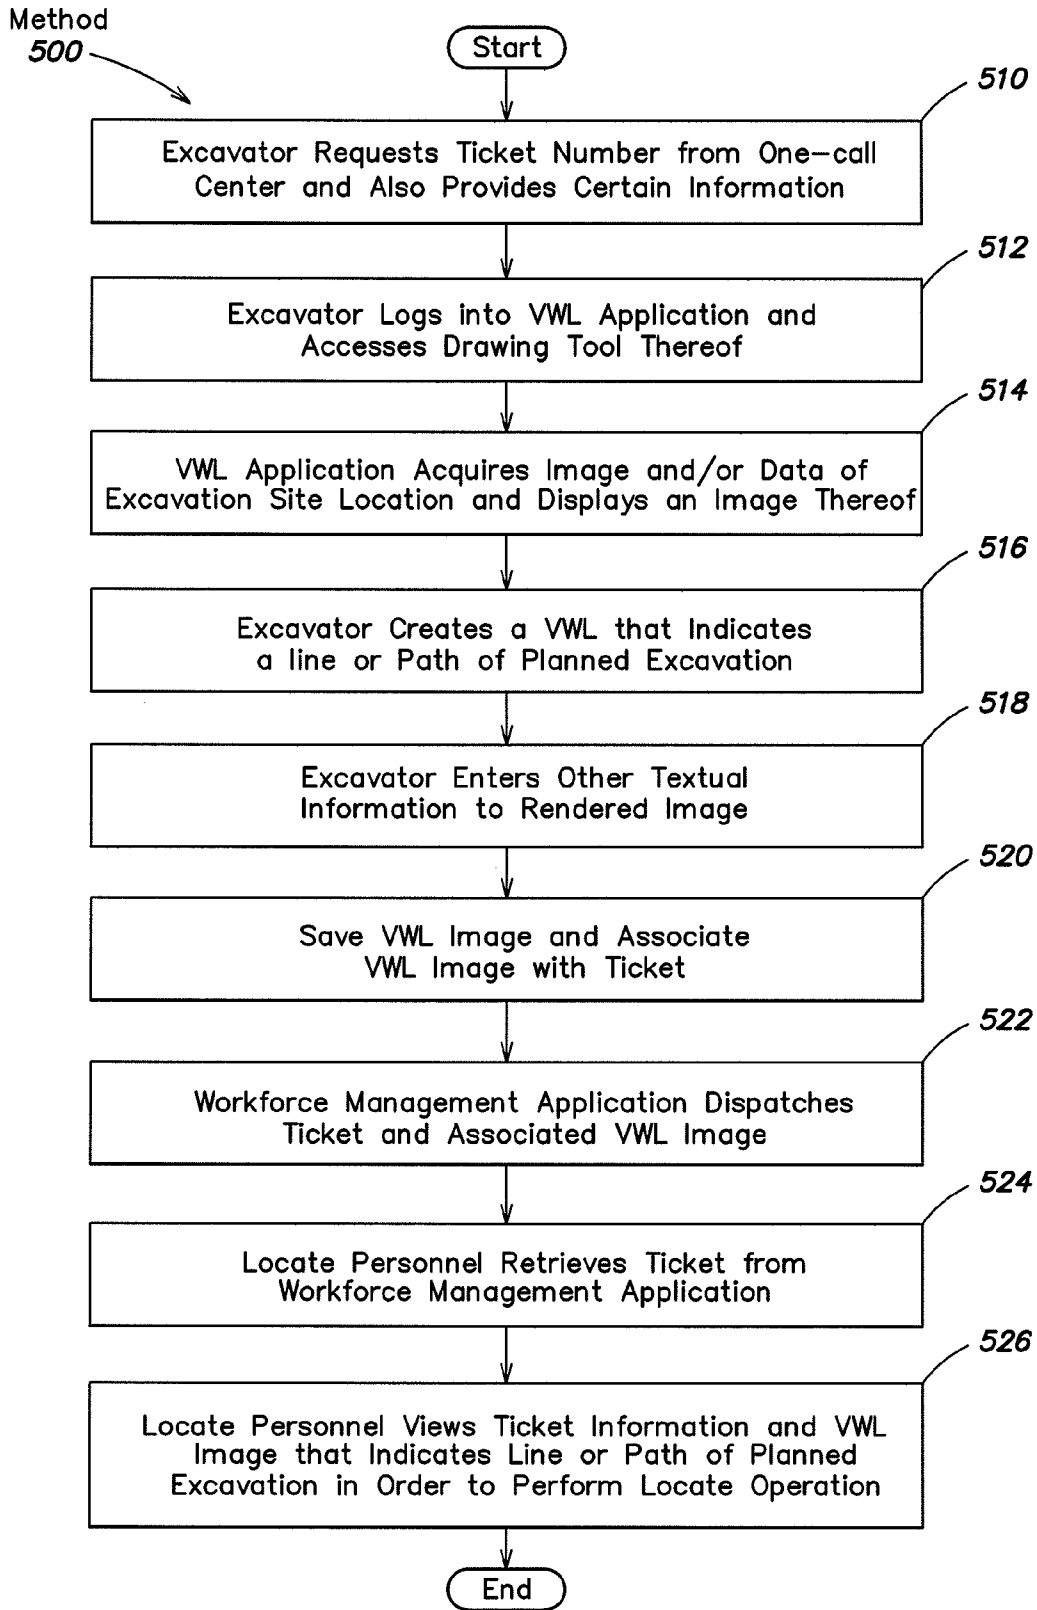 Method
500
Start
510
Excavator Requests Ticket Number from One-call
Center and Also Provides Certain Information
512
Excavator Logs into VWL Application and
Accesses Drawing Tool Thereof
514
VWL Application Acquires Image and/or Data of
Excavation Site Location and Displays an Image Thereof
516
Excavator Creates a VWL that Indicates
a line or Path of Planned Excavation
518
Excavator Enters Other Textual
Information to Rendered Image
520
Save VWL Image and Associate
VWL Image with Ticket
522
Workforce Management Application Dispatches
Ticket and Associated VWL Image
524
Locate Personnel Retrieves Ticket from
Workforce Management Application
526
Locate Personnel Views Ticket Information and VWL
Image that Indicates Line or Path of Planned
Excavation in Order to Perform Locate Operation
End